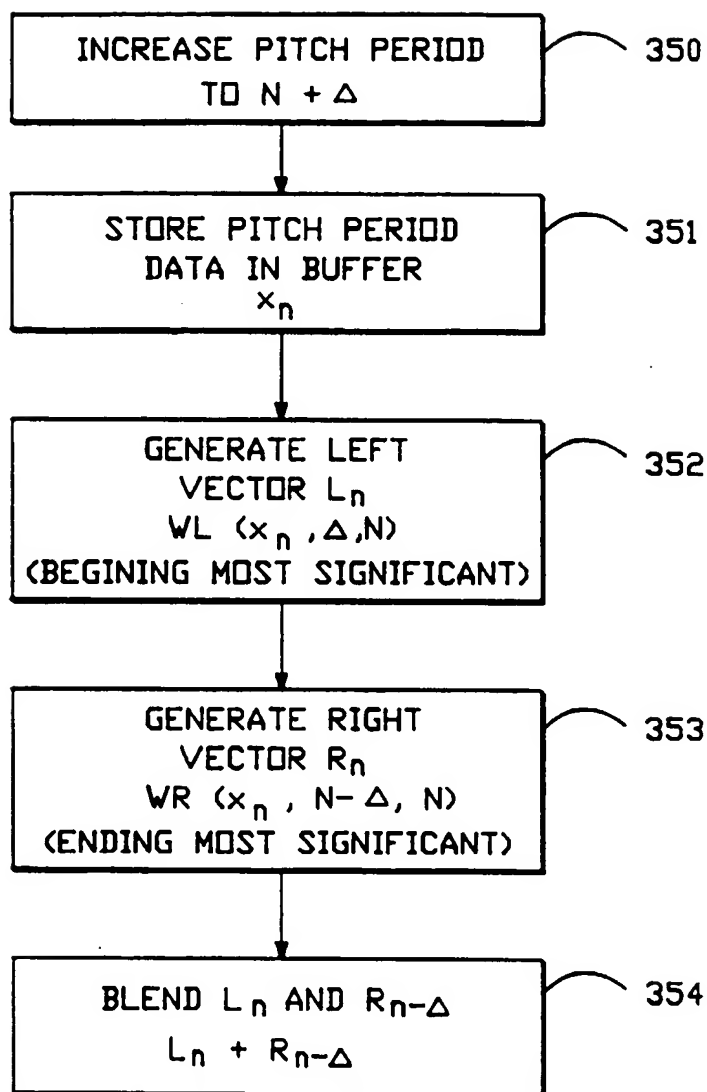 INCREASE PITCH PERIOD
TO N + Δ
350
STORE PITCH PERIOD
DATA IN BUFFER
xₙ
351
GENERATE LEFT
VECTOR Lₙ
WL (xₙ ,Δ,N)
(BEGINING MOST SIGNIFICANT)
352
GENERATE RIGHT
VECTOR Rₙ
WR (xₙ , N-Δ, N)
(ENDING MOST SIGNIFICANT)
353
BLEND Lₙ AND Rn-Δ
Lₙ + Rn-Δ
354